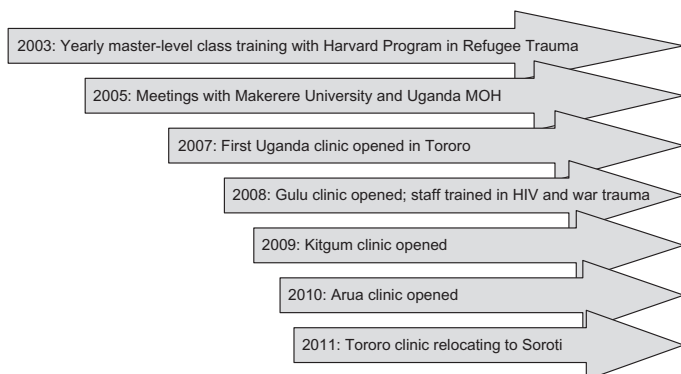 2003: Yearly master-level class training with Harvard Program in Refugee Trauma
2005: Meetings with Makerere University and Uganda MOH
2007: First Uganda clinic opened in Tororo
2008: Gulu clinic opened; staff trained in HIV and war trauma
2009: Kitgum clinic opened
2010: Arua clinic opened
2011: Tororo clinic relocating to Soroti